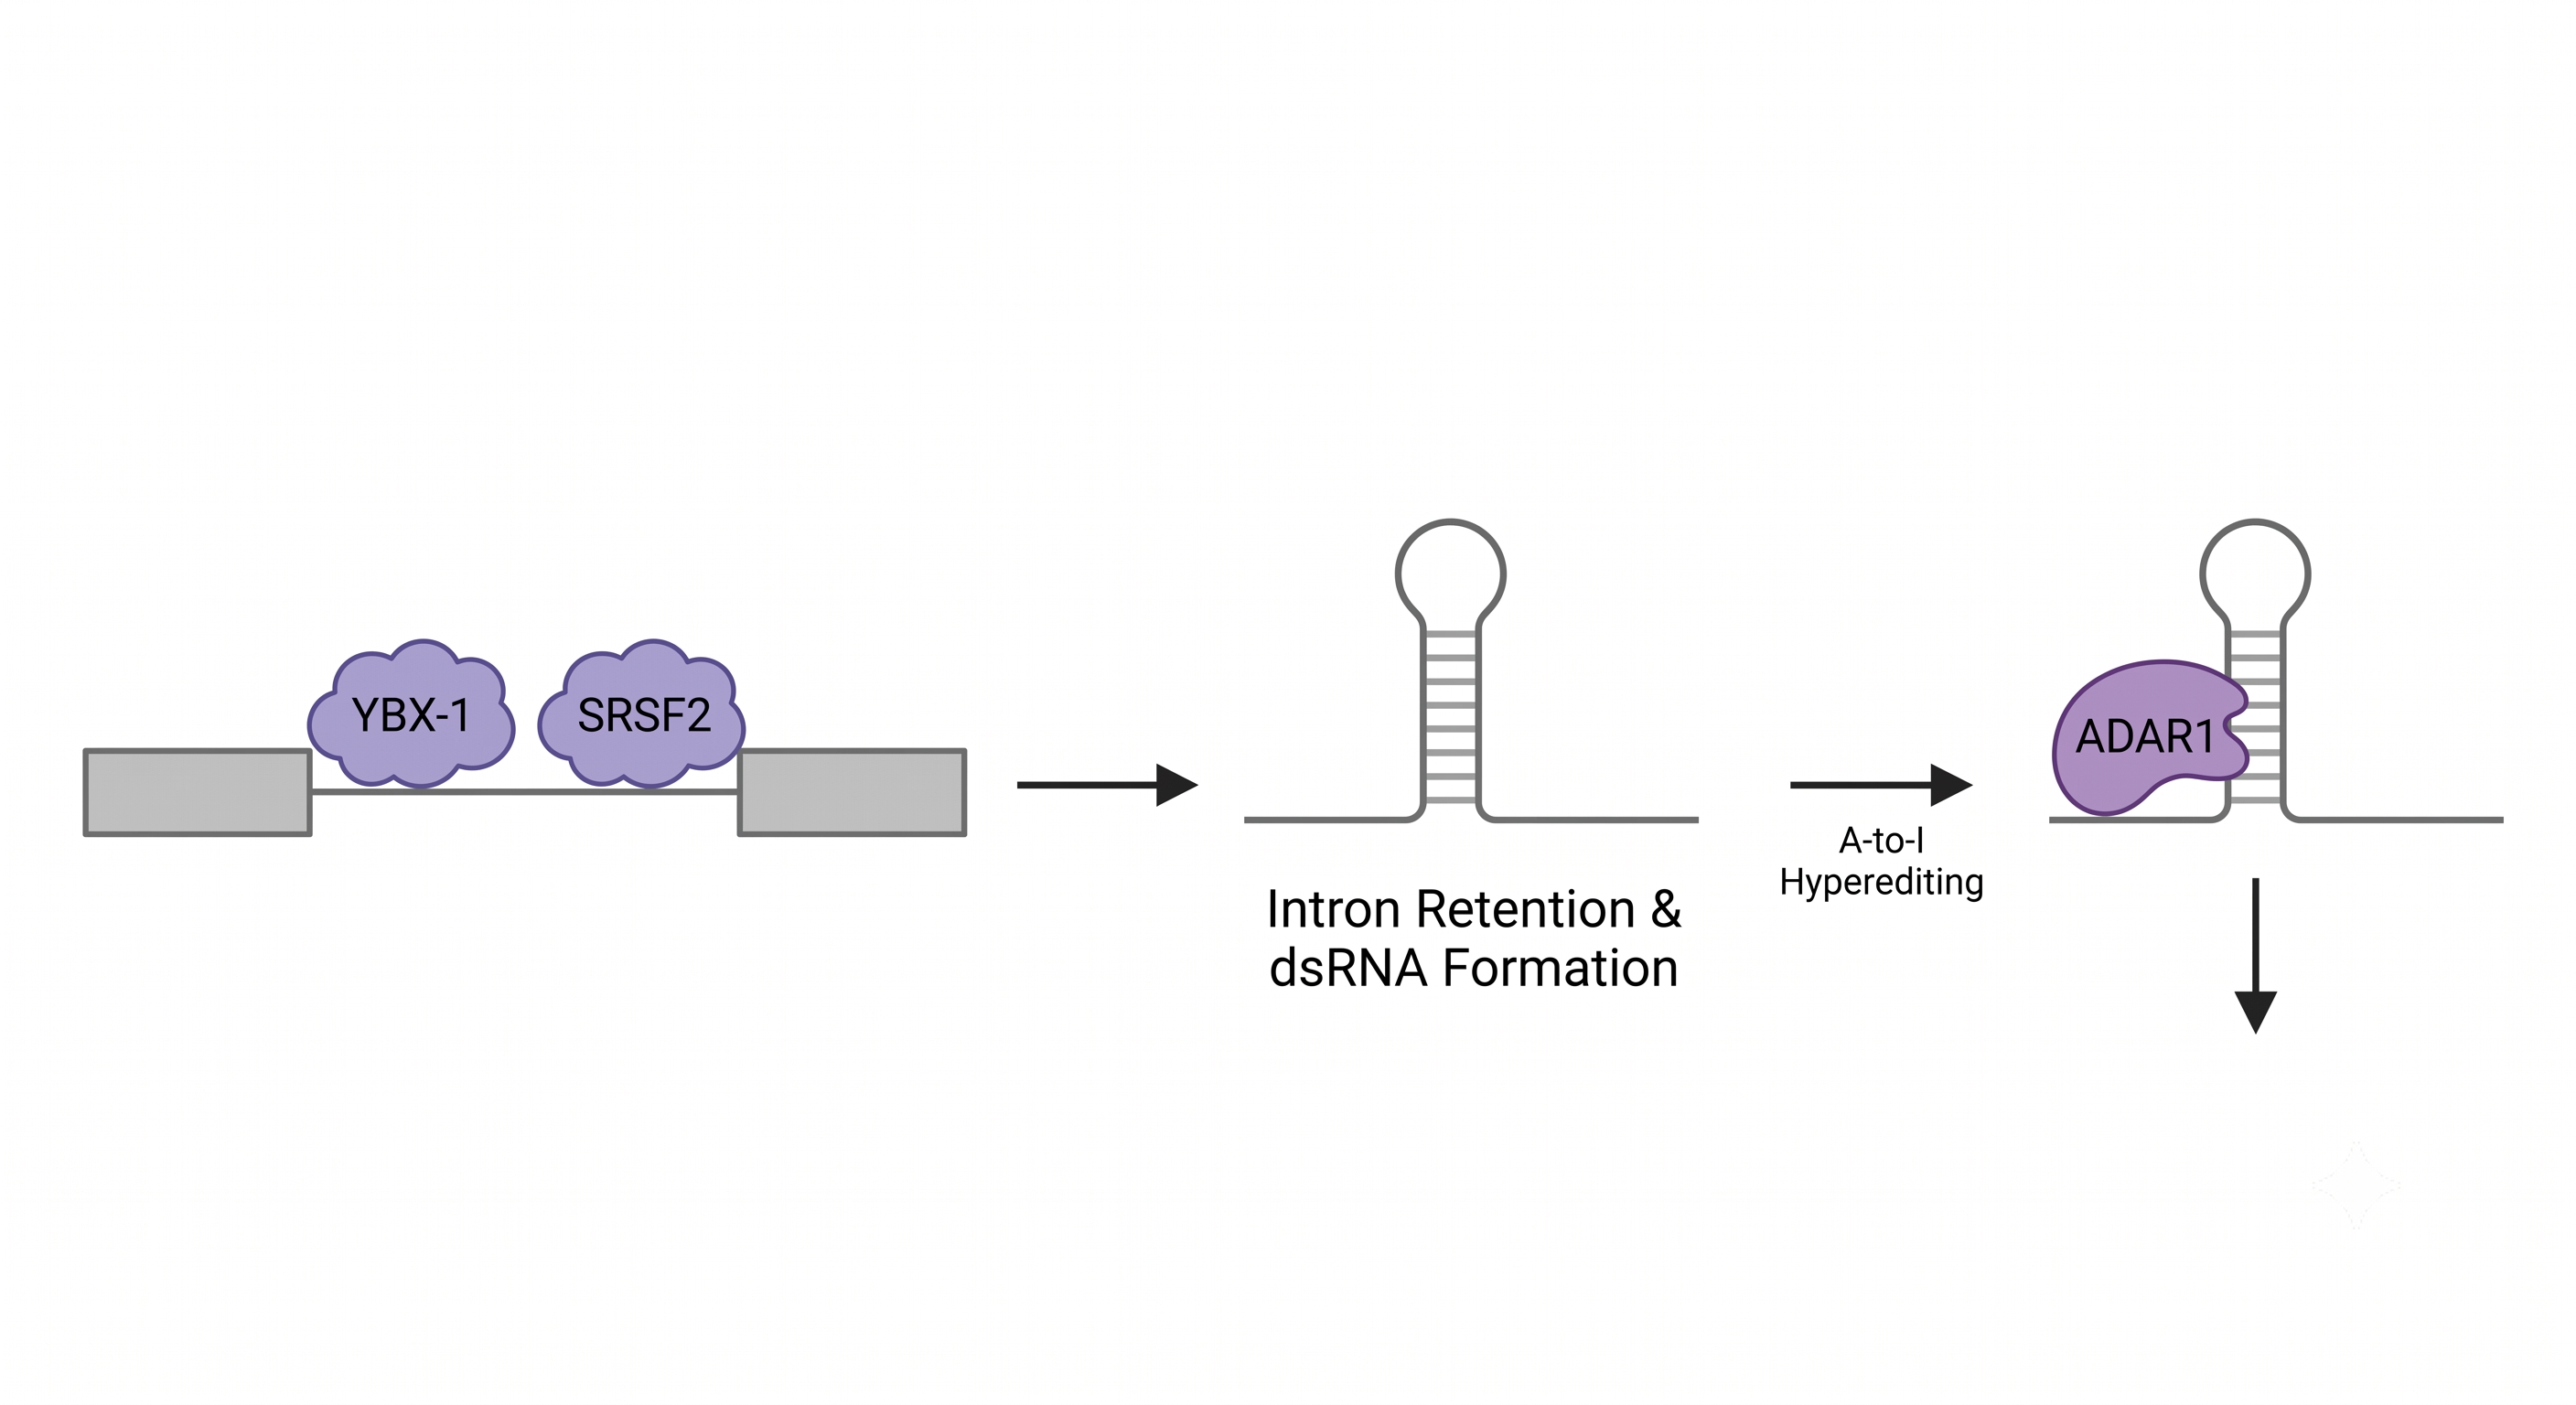 YBX-1
SRSF2
Intron Retention &
dsRNA Formation
A-to-I
Hyperediting
ADAR1